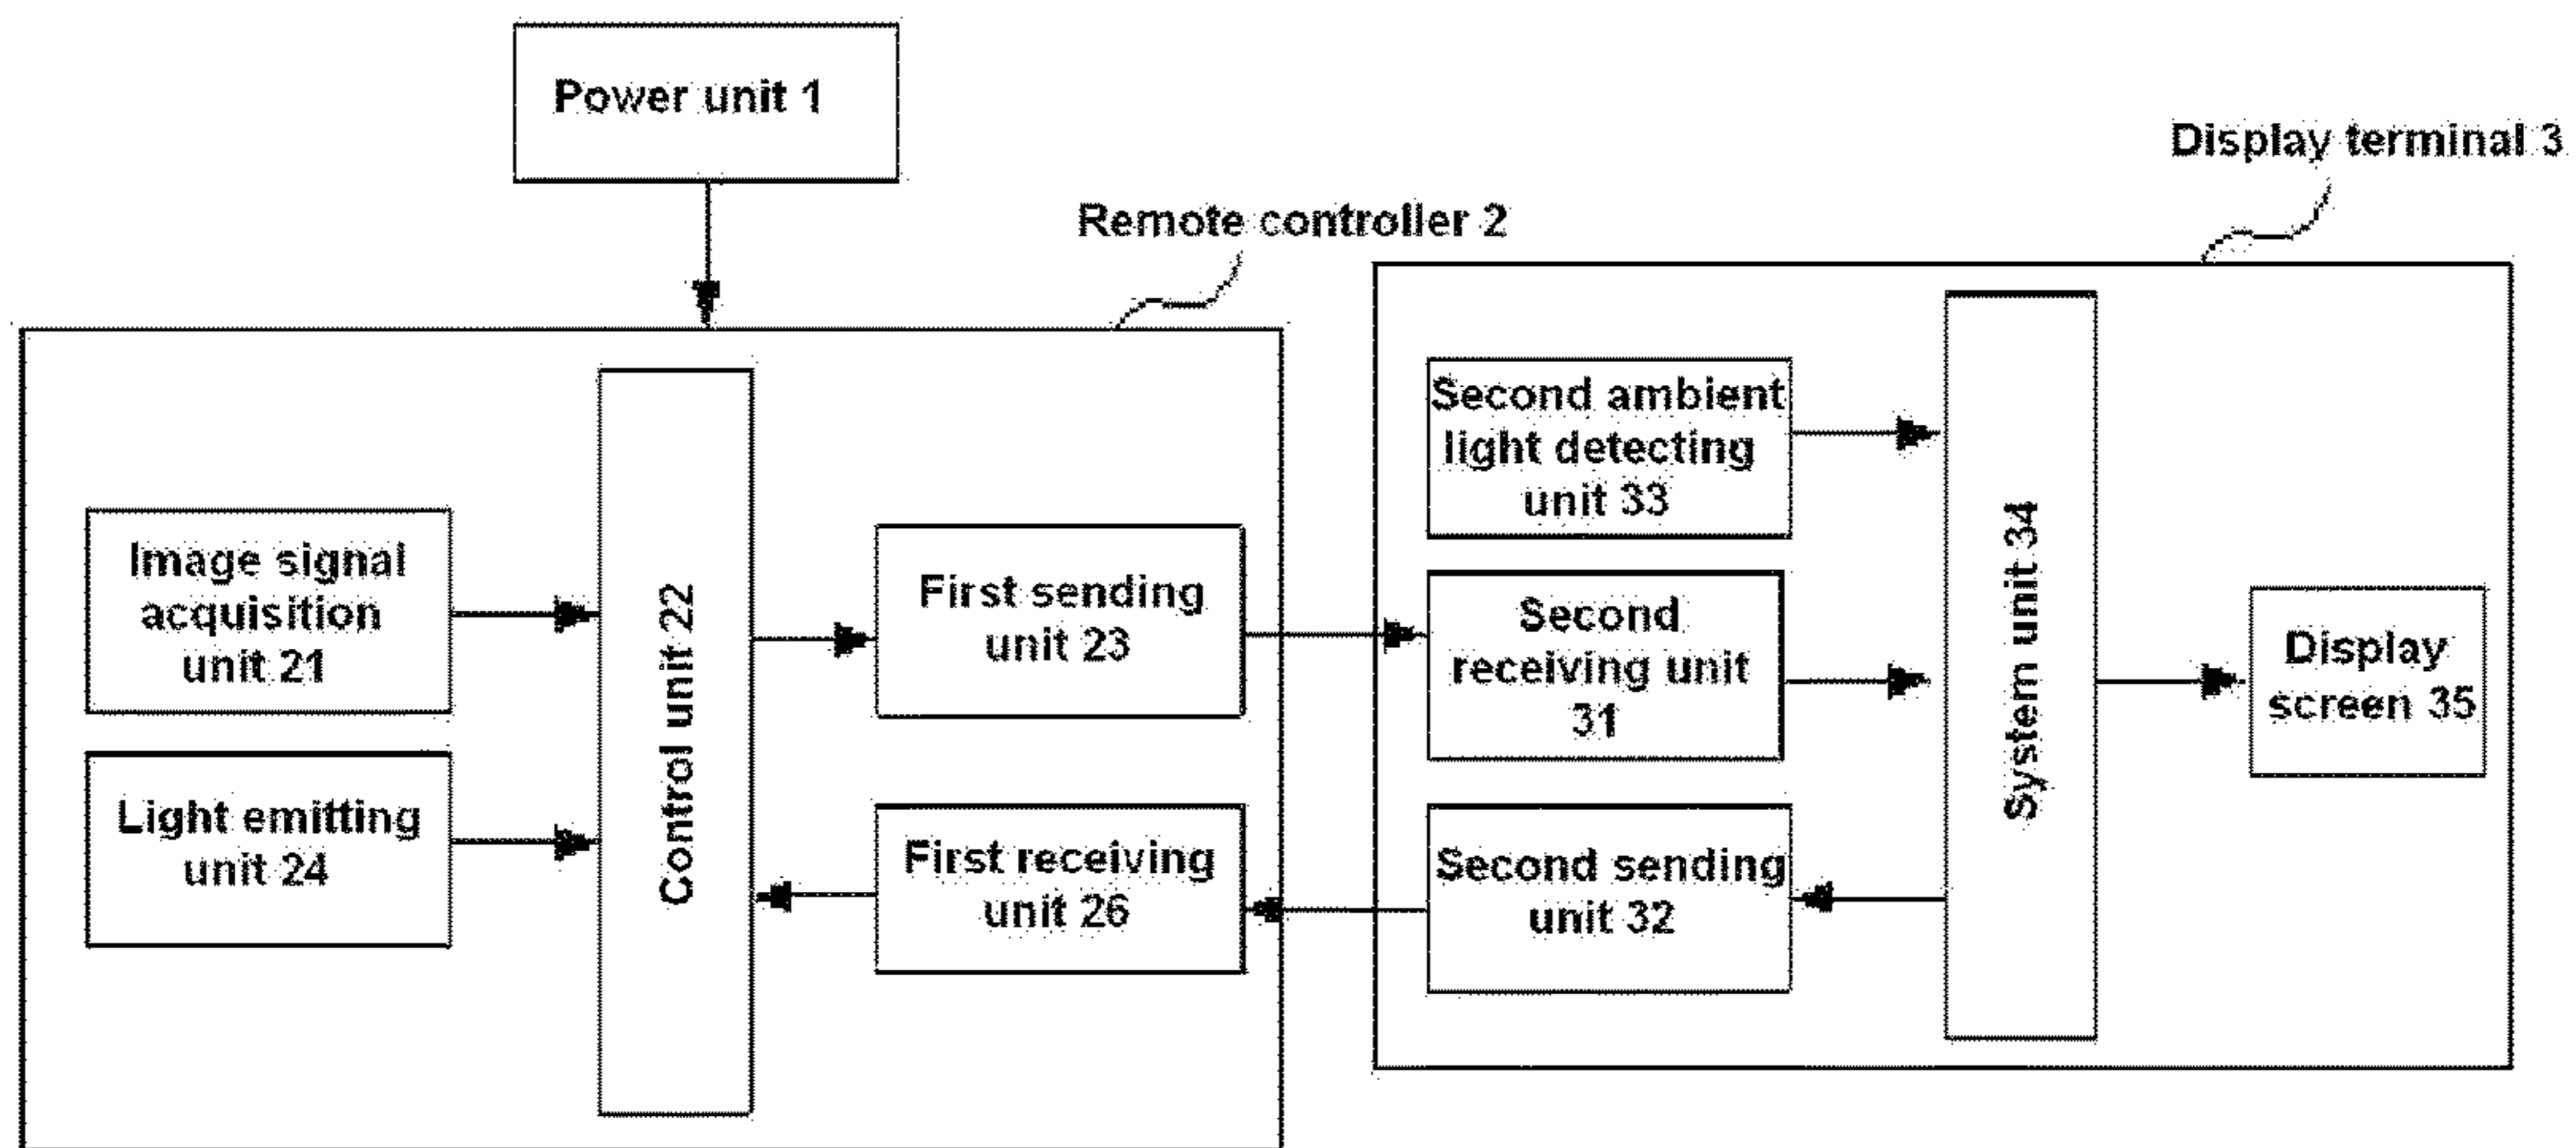 Power unit 1
Display terminal 3
Remote controller 2
Image signal
acquisition
unit 21
Light emitting
unit 24
Control unit 22
First sending
unit 23
First receiving
unit 26
Second ambient
light detecting
unit 33
Second
receiving unit
31
Second sending
unit 32
System unit 34
Display
screen 35